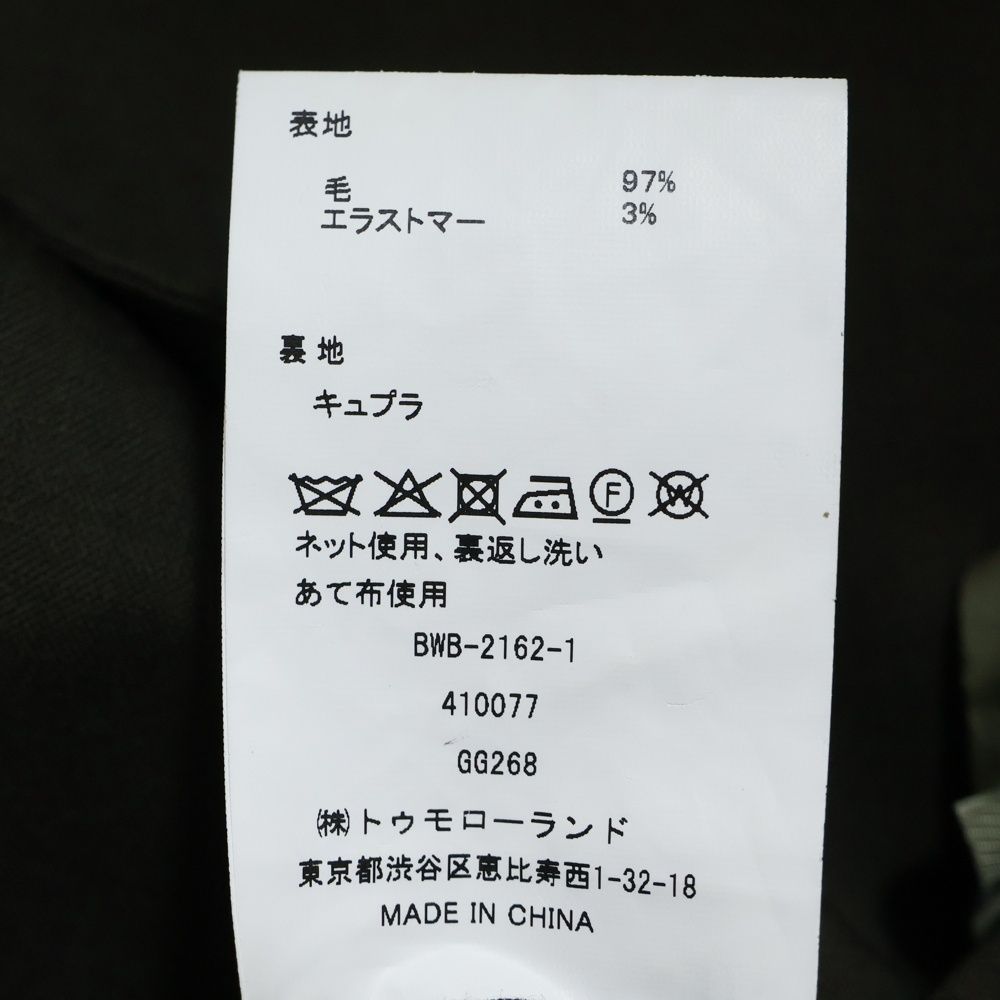 表地
毛 97%
エラストマー 3%
裏地
キュプラ
F W
ネット使用、裏返し洗い
あて布使用
BWB-2162-1
410077
GG268
㈱トゥモローランド
東京都渋谷区恵比寿西1-32-18
MADE IN CHINA